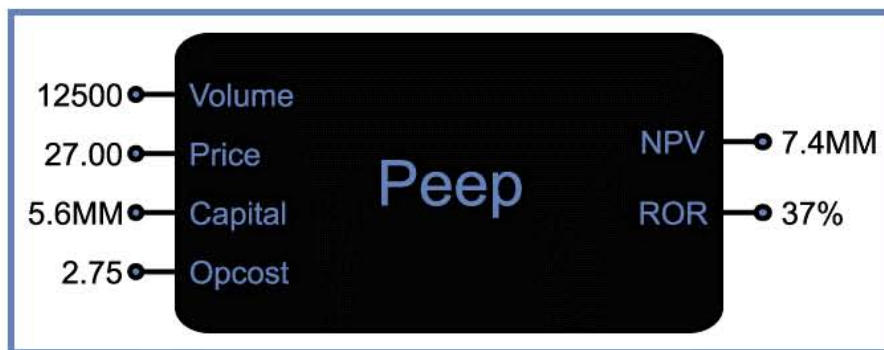 12500 Volume
27.00 Price
5.6MM Capital
2.75 Opcost
Peep
NPV 7.4MM
ROR 37%